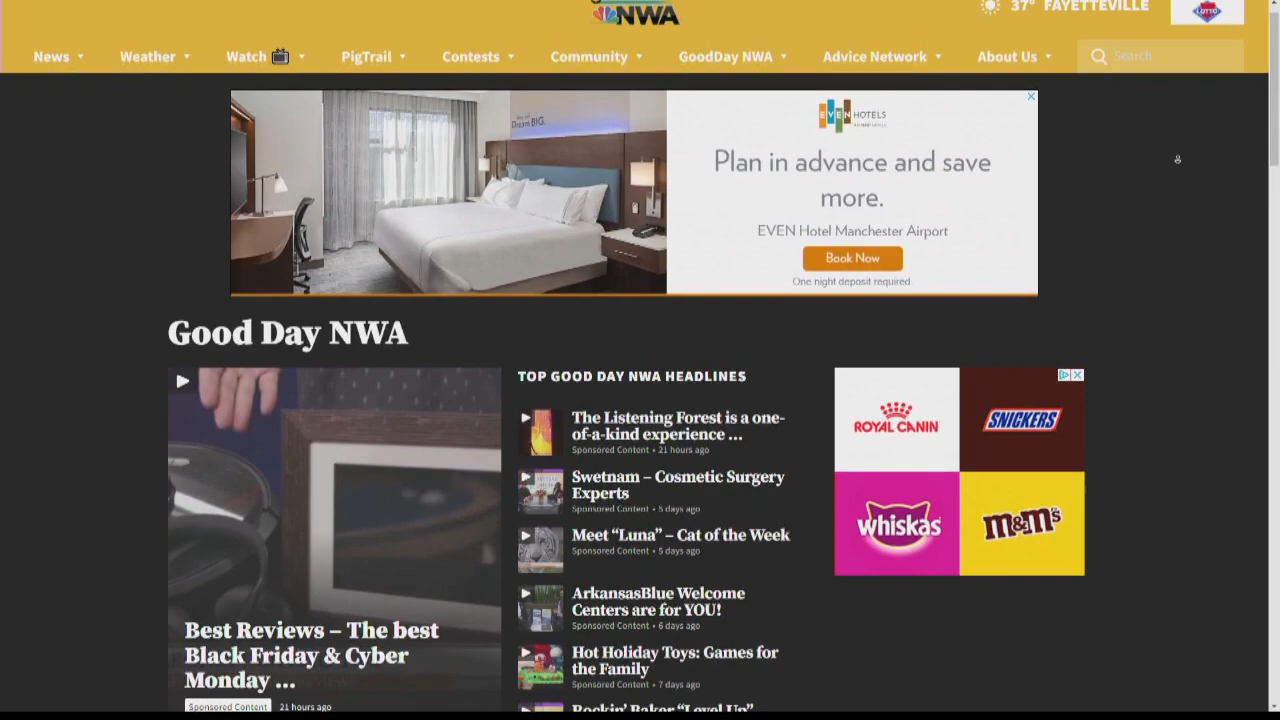 NWA
37° FAYETTEVILLE
LOTTO
News
Weather
Watch
PigTrail
Contests
Community
GoodDay NWA
Advice Network
About Us
Search
Dream BIG.
EVEN HOTELS
Plan in advance and save
more.
EVEN Hotel Manchester Airport
Book Now
One night deposit required.
Good Day NWA
Best Reviews – The best
Black Friday & Cyber
Monday ...
Sponsored Content 21 hours ago
TOP GOOD DAY NWA HEADLINES
The Listening Forest is a one-
of-a-kind experience ...
Sponsored Content • 21 hours ago
Swetnam – Cosmetic Surgery
Experts
Sponsored Content • 5 days ago
Meet “Luna” – Cat of the Week
Sponsored Content • 5 days ago
ArkansasBlue Welcome
Centers are for YOU!
Sponsored Content • 6 days ago
Hot Holiday Toys: Games for
the Family
Sponsored Content • 7 days ago
Rockin’ Baker “Level Up”
ROYAL CANIN
SNICKERS
whiskas
m&m's